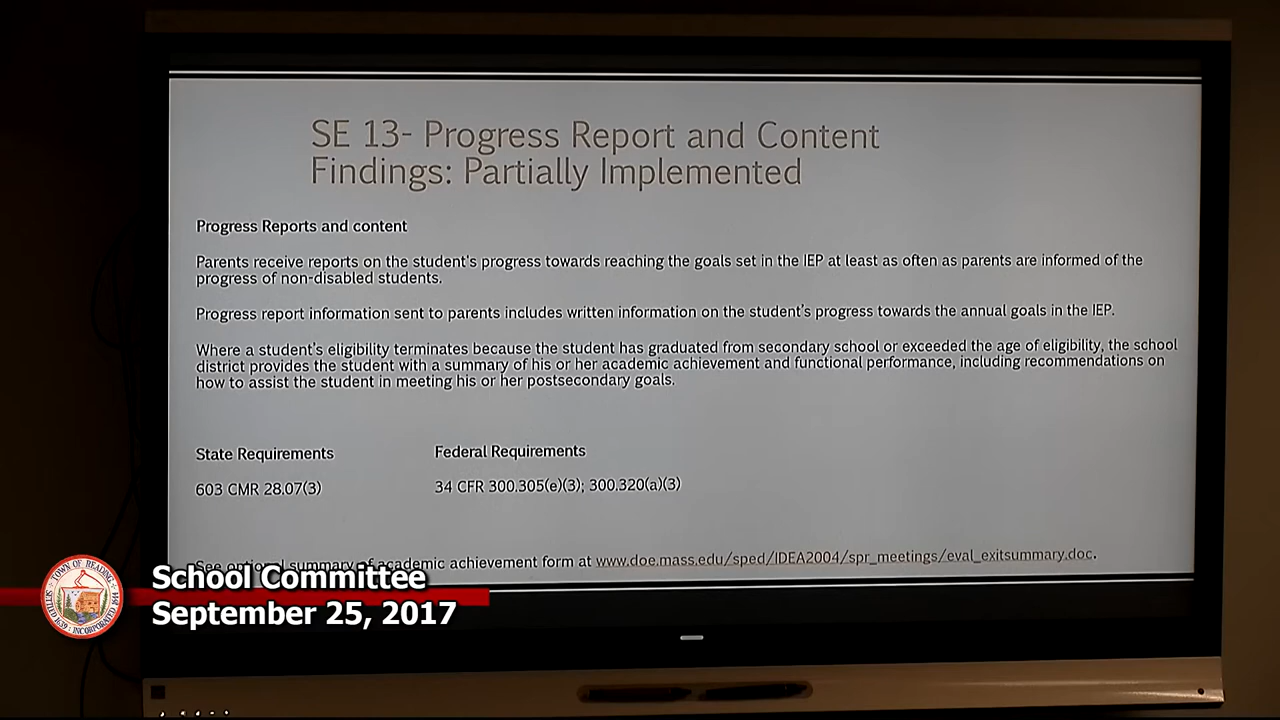 SE 13- Progress Report and Content
Findings: Partially Implemented
Progress Reports and content
Parents receive reports on the student's progress towards reaching the goals set in the IEP at least as often as parents are informed of the
progress of non-disabled students.
Progress report information sent to parents includes written information on the student's progress towards the annual goals in the IEP.
Where a student's eligibility terminates because the student has graduated from secondary school or exceeded the age of eligibility, the school
district provides the student with a summary of his or her academic achievement and functional performance, including recommendations on
how to assist the student in meeting his or her postsecondary goals.
State Requirements
Federal Requirements
603 CMR 28.07(3)
34 CFR 300.305(e)(3); 300.320(a)(3)
See optional summary of academic achievement form at www.doe.mass.edu/sped/IDEA2004/spr_meetings/eval_exitsummary.doc.
TOWN OF READING
School Committee
September 25, 2017